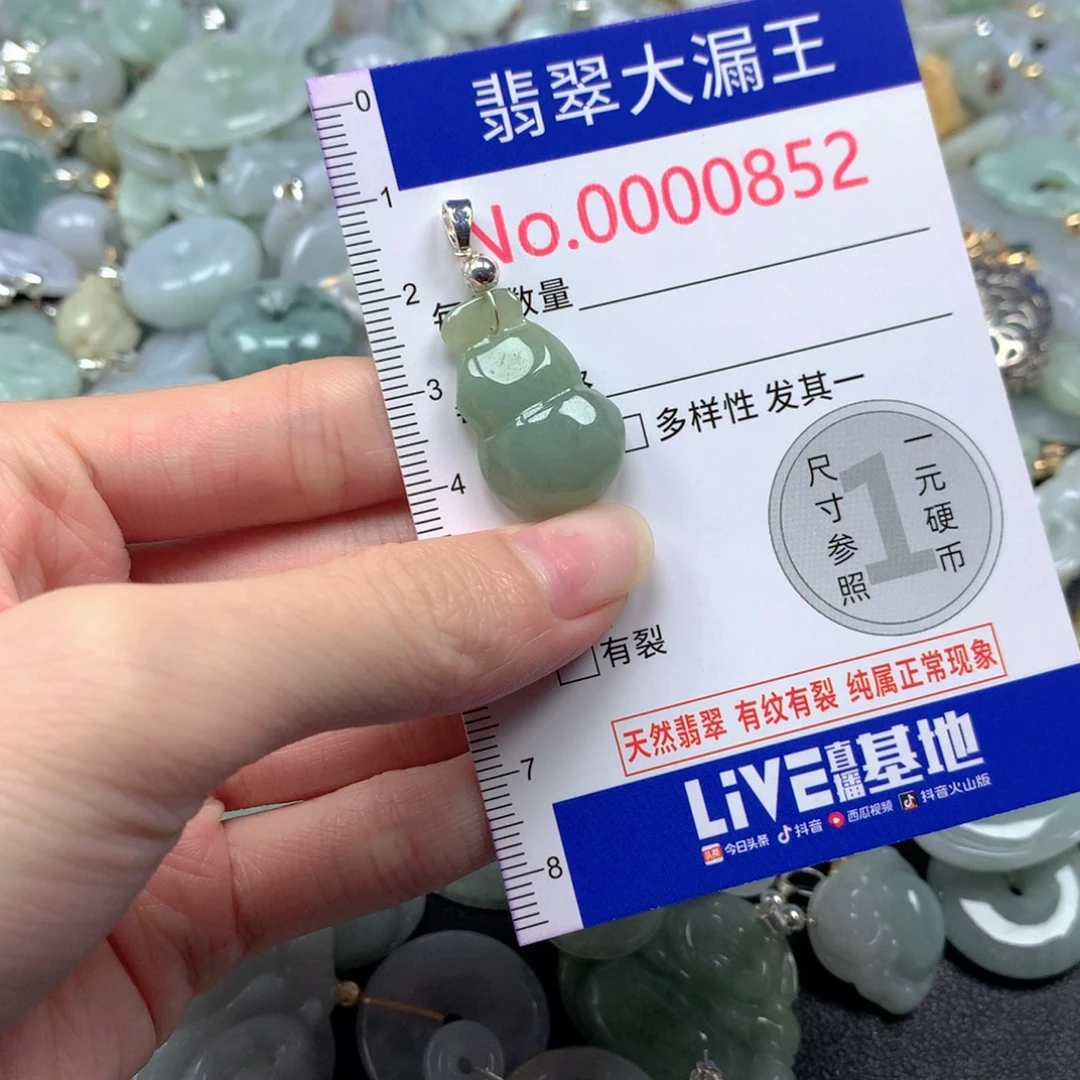 翡翠大漏王
No.0000852
0
1
2
3
4
7
8
数量
多样性 发其一
尺寸参照
1
一元硬币
有裂
天然翡翠 有纹有裂 纯属正常现象
LiVE直播基地
头条 今日头条 抖音 西瓜视频 抖音火山版